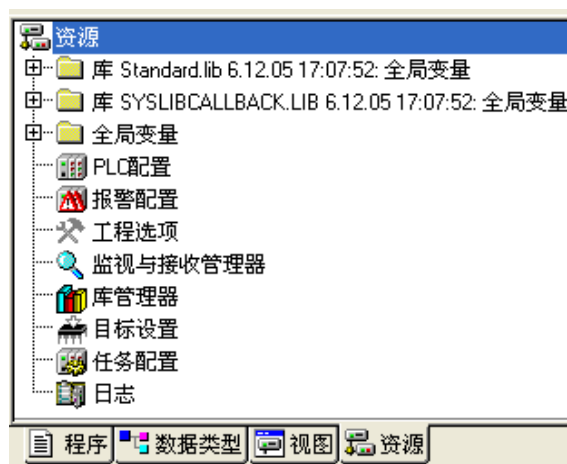 资源
库 Standard.lib 6.12.05 17:07:52: 全局变量
库 SYSLIBCALLBACK.LIB 6.12.05 17:07:52: 全局变量
全局变量
PLC配置
报警配置
工程选项
监视与接收管理器
库管理器
目标设置
任务配置
日志
程序 数据类型 视图 资源